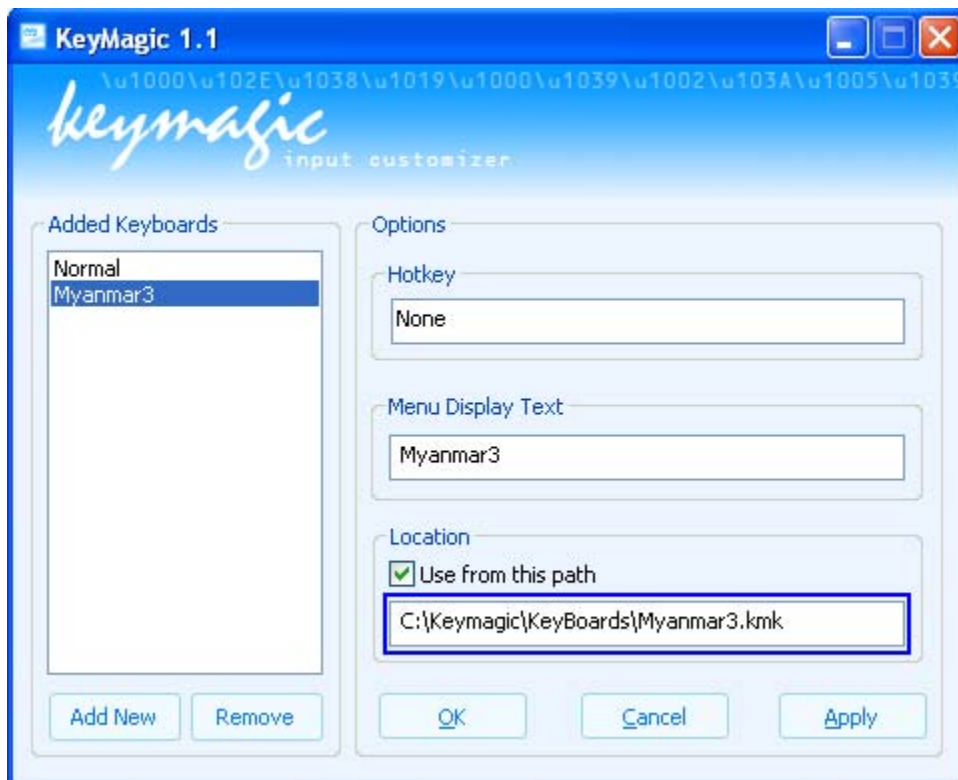 KeyMagic 1.1
\u1000\u102E\u1038\u1019\u1000\u1039\u1002\u103A\u1005\u1039
keymagic
input customizer
Added Keyboards
Normal
Myanmar3
Add New
Remove
Options
Hotkey
None
Menu Display Text
Myanmar3
Location
Use from this path
C:\Keymagic\KeyBoards\Myanmar3.kmk
OK
Cancel
Apply